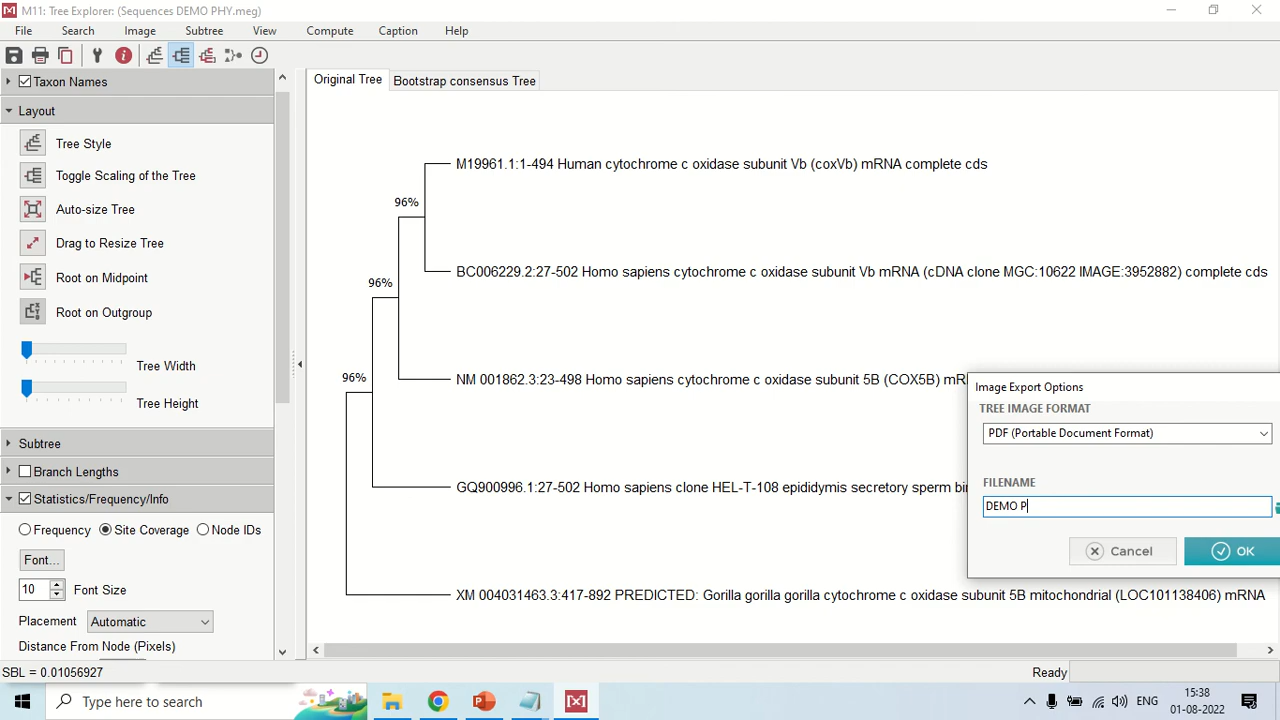 M11: Tree Explorer: (Sequences DEMO PHY.meg)
File Search Image Subtree View Compute Caption Help
Taxon Names
Layout
Tree Style
Toggle Scaling of the Tree
Auto-size Tree
Drag to Resize Tree
Root on Midpoint
Root on Outgroup
Tree Width
Tree Height
Subtree
Branch Lengths
Statistics/Frequency/Info
Frequency Site Coverage Node IDs
Font...
10 Font Size
Placement Automatic
Distance From Node (Pixels)
SBL = 0.01056927
Original Tree Bootstrap consensus Tree
M19961.1:1-494 Human cytochrome c oxidase subunit Vb (coxVb) mRNA complete cds
96%
BC006229.2:27-502 Homo sapiens cytochrome c oxidase subunit Vb mRNA (cDNA clone MGC:10622 IMAGE:3952882) complete cds
96%
NM 001862.3:23-498 Homo sapiens cytochrome c oxidase subunit 5B (COX5B) mR
96%
GQ900996.1:27-502 Homo sapiens clone HEL-T-108 epididymis secretory sperm bi
XM 004031463.3:417-892 PREDICTED: Gorilla gorilla gorilla cytochrome c oxidase subunit 5B mitochondrial (LOC101138406) mRNA
Image Export Options
TREE IMAGE FORMAT
PDF (Portable Document Format)
FILENAME
DEMO P
Cancel OK
Ready
Type here to search
ENG
15:38
01-08-2022